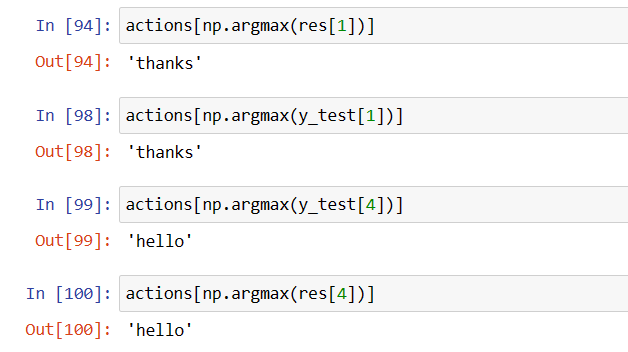 In [94]: actions[np.argmax(res[1])]
Out[94]: 'thanks'
In [98]: actions[np.argmax(y_test[1])]
Out[98]: 'thanks'
In [99]: actions[np.argmax(y_test[4])]
Out[99]: 'hello'
In [100]: actions[np.argmax(res[4])]
Out[100]: 'hello'